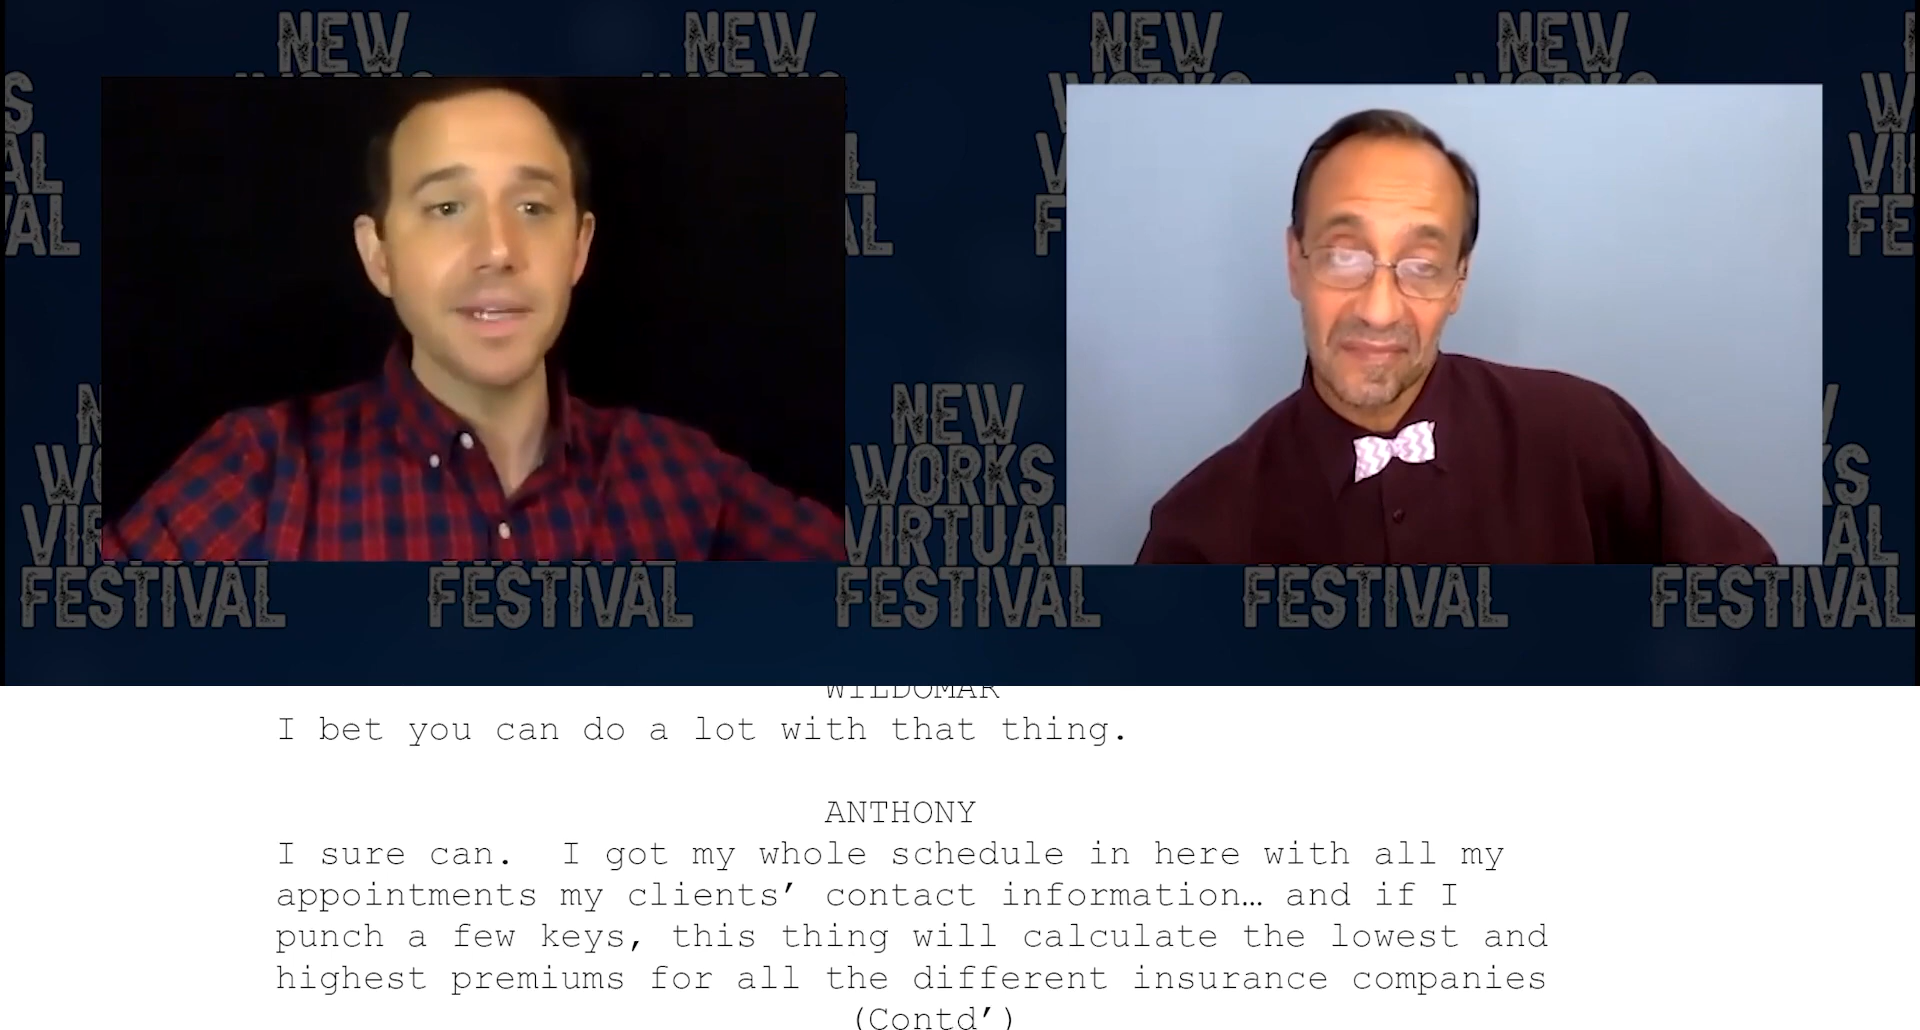 NEW
NEW
NEW
NEW
NEW
WORKS
VIRTUAL
FESTIVAL
FESTIVAL
FESTIVAL
FESTIVAL
FESTIVAL
WILDOMAR
I bet you can do a lot with that thing.
ANTHONY
I sure can.  I got my whole schedule in here with all my
appointments my clients’ contact information… and if I
punch a few keys, this thing will calculate the lowest and
highest premiums for all the different insurance companies
(Contd’)